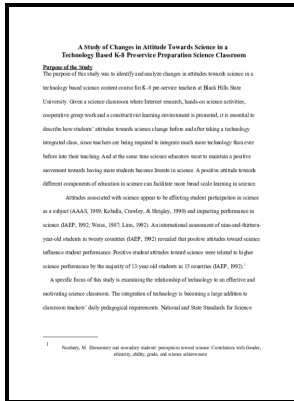 A Study of Changes in Attitude Towards Science in a
Technology Based K-8 Preservice Preparation Science Classroom
Purpose of the Study
The purpose of this study was to identify and analyze changes in attitudes towards science in a
technology based science content course for K-8 pre-service teachers at Black Hills State
University. Given a science classroom where Internet research, hands-on science activities,
cooperative group work and a constructivist learning environment is promoted, it is essential to
describe how students' attitudes towards science change before and after taking a technology
integrated class, since teachers are being required to integrate much more technology than ever
before into their teaching. And at the same time science educators want to maintain a positive
movement towards having more students become literate in science. A positive attitude towards
different components of education in science can facilitate more broad scale learning in science.
Attitudes associated with science appear to be affecting student participation in science
as a subject (AAAS, 1989; Koballa, Crawley, & Shrigley, 1990) and impacting performance in
science (IAEP, 1992; Weiss, 1987; Linn, 1992). An international assessment of nine-and-thirteen-
year-old students in twenty countries (IAEP, 1992) revealed that positive attitudes toward science
influence student performance. Positive student attitudes toward science were related to higher
science performance by the majority of 13-year-old students in 15 countries (IAEP, 1992).1
A specific focus of this study is examining the relationship of technology to an effective and
motivating science classroom. The integration of technology is becoming a large addition to
classroom teachers' daily pedagogical requirements. National and State Standards for Science
1
Neathery, M. Elementary and secondary students' perceptions toward science: Correlations with Gender,
ethnicity, ability, grade, and science achievement